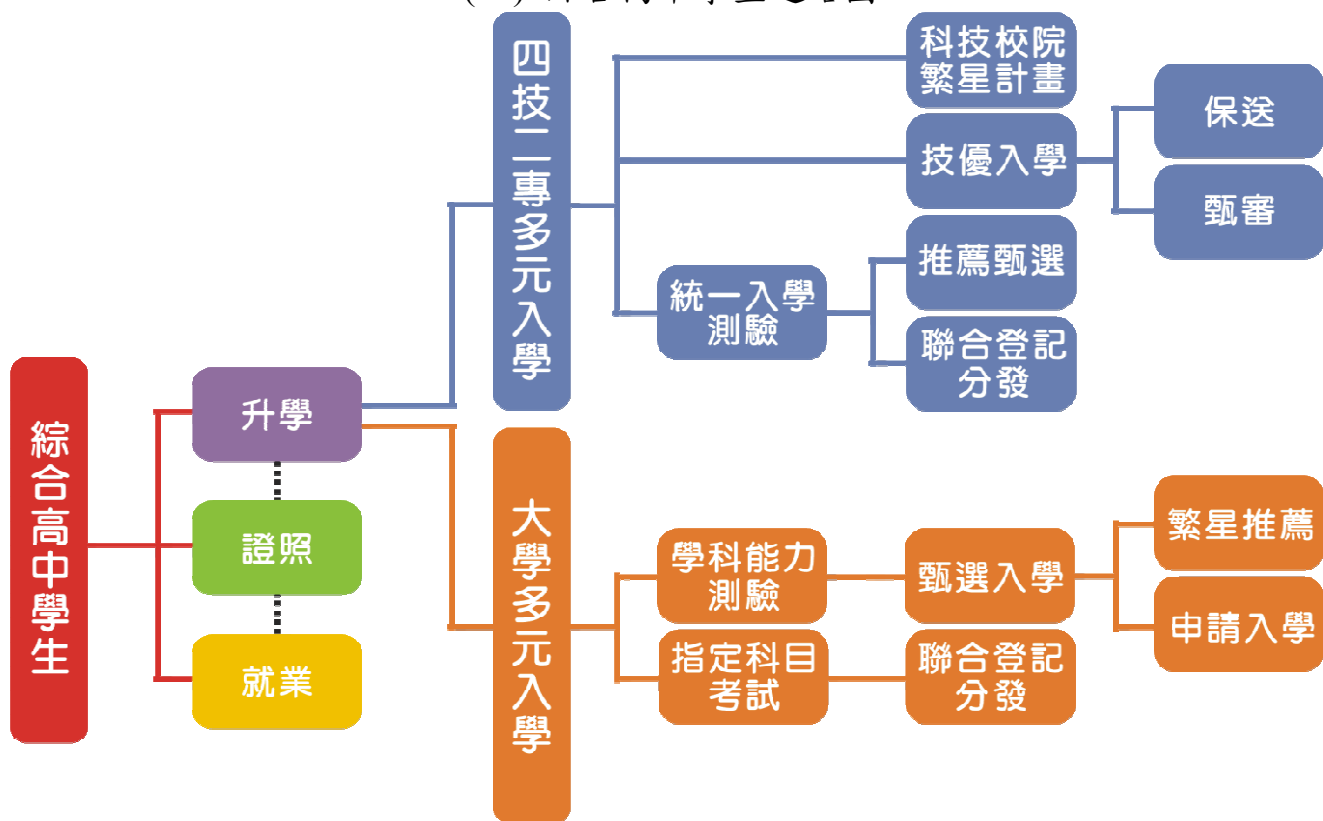 綜合高中學生
升學
證照
就業
四技二專多元入學
科技校院
繁星計畫
技優入學
保送
甄審
統一入學
測驗
推薦甄選
聯合登記
分發
大學多元入學
學科能力
測驗
甄選入學
繁星推薦
申請入學
指定科目
考試
聯合登記
分發